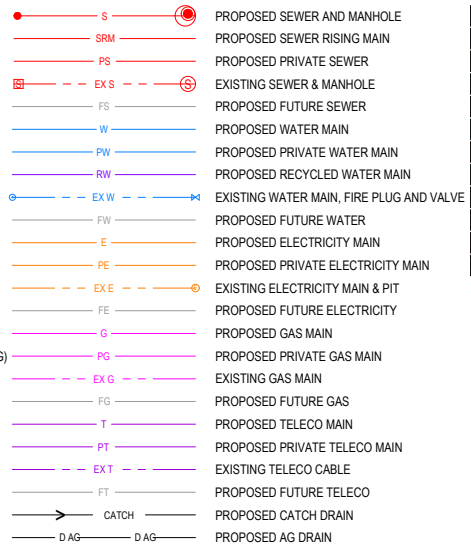 S PROPOSED SEWER AND MANHOLE
SRM PROPOSED SEWER RISING MAIN
PS PROPOSED PRIVATE SEWER
S EX S S EXISTING SEWER & MANHOLE
FS PROPOSED FUTURE SEWER
W PROPOSED WATER MAIN
PW PROPOSED PRIVATE WATER MAIN
RW PROPOSED RECYCLED WATER MAIN
EX W EXISTING WATER MAIN, FIRE PLUG AND VALVE
FW PROPOSED FUTURE WATER
E PROPOSED ELECTRICITY MAIN
PE PROPOSED PRIVATE ELECTRICITY MAIN
EX E EXISTING ELECTRICITY MAIN & PIT
FE PROPOSED FUTURE ELECTRICITY
G PROPOSED GAS MAIN
G) PG PROPOSED PRIVATE GAS MAIN
EX G EXISTING GAS MAIN
FG PROPOSED FUTURE GAS
T PROPOSED TELECO MAIN
PT PROPOSED PRIVATE TELECO MAIN
EX T EXISTING TELECO CABLE
FT PROPOSED FUTURE TELECO
CATCH PROPOSED CATCH DRAIN
D AG D AG PROPOSED AG DRAIN